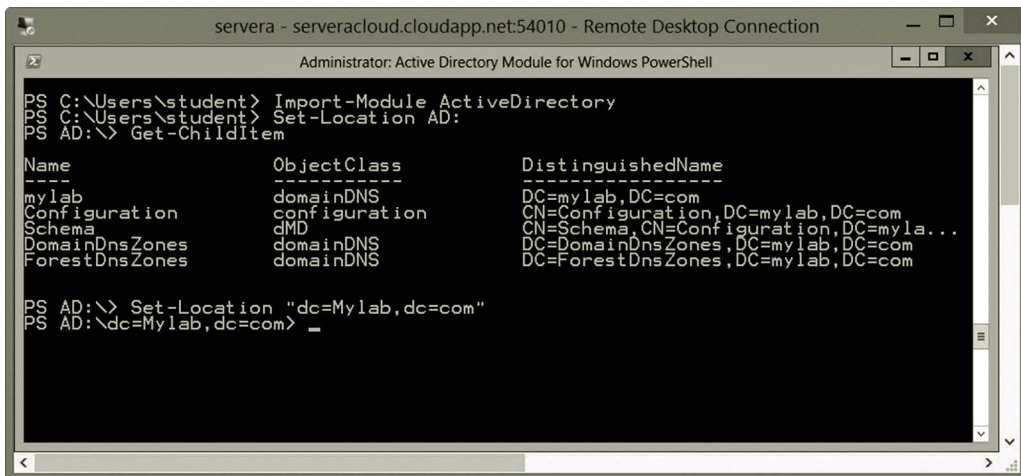 servera - serveracloud.cloudapp.net:54010 - Remote Desktop Connection
Administrator: Active Directory Module for Windows PowerShell
PS C:\Users\student> Import-Module ActiveDirectory
PS C:\Users\student> Set-Location AD:
PS AD:\> Get-ChildItem
Name ObjectClass DistinguishedName
---- ----------- -----------------
mylab domainDNS DC=mylab,DC=com
Configuration configuration CN=Configuration,DC=mylab,DC=com
Schema dMD CN=Schema,CN=Configuration,DC=myla...
DomainDnsZones domainDNS DC=DomainDnsZones,DC=mylab,DC=com
ForestDnsZones domainDNS DC=ForestDnsZones,DC=mylab,DC=com
PS AD:\> Set-Location "dc=Mylab,dc=com"
PS AD:\dc=Mylab,dc=com> _